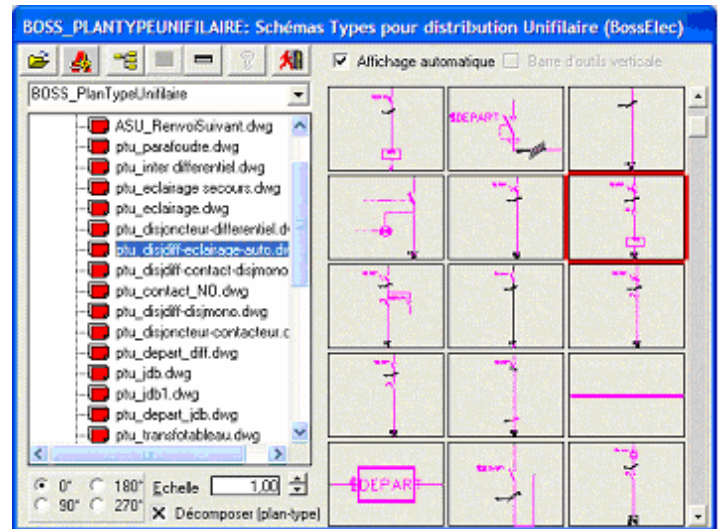 BOSS_PLANTYPEUNIFILAIRE: Schémas Types pour distribution Unifilaire (BossElec)
Affichage automatique
Barre d'outils verticale
BOSS_PlanTypeUnifilaire
ASU_RenvoiSuivant.dwg
ptu_parafoudre.dwg
ptu_inter differentiel.dwg
ptu_eclairage secours.dwg
ptu_eclairage.dwg
ptu_disjoncteur-differentiel.d
ptu_disjdiff-eclairage-auto.dw
ptu_disjdiff-contact-disjmono
ptu_contact_NO.dwg
ptu_disjdiff-disjmono.dwg
ptu_disjoncteur-contacteur.c
ptu_depart_diff.dwg
ptu_jdb.dwg
ptu_jdb1.dwg
ptu_depart_jdb.dwg
ptu_transfotableau.dwg
0° 180° Echelle 1,00
90° 270° Décomposer (plan-type)
DEPART
DEPART